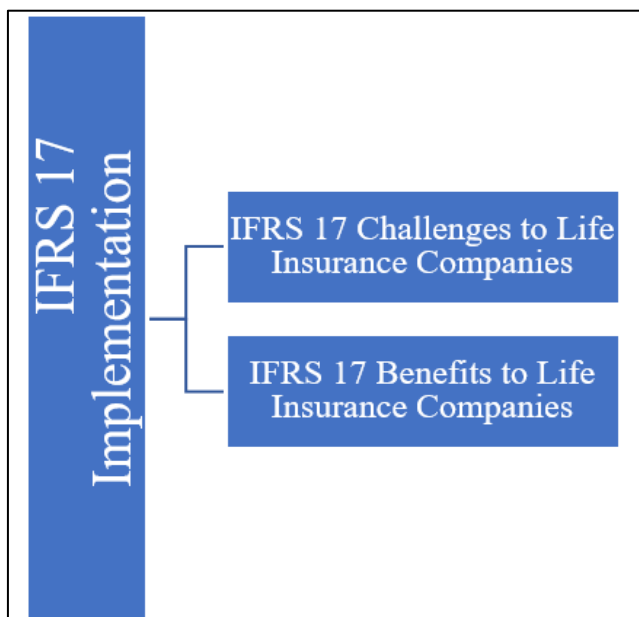 IFRS 17
Implementation
IFRS 17 Challenges to Life
Insurance Companies
IFRS 17 Benefits to Life
Insurance Companies